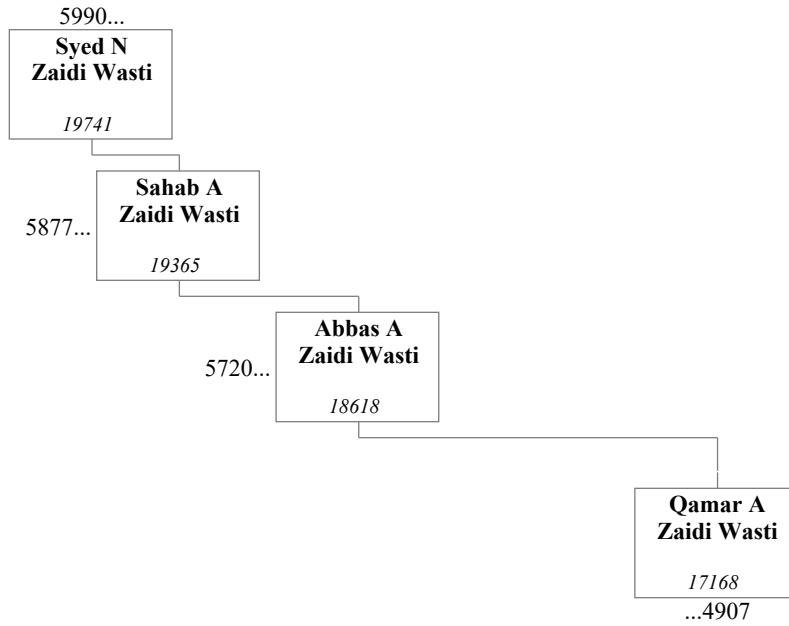 5990...
Syed N
Zaidi Wasti
19741
Sahab A
Zaidi Wasti
5877...
19365
Abbas A
Zaidi Wasti
5720...
18618
Qamar A
Zaidi Wasti
17168
...4907